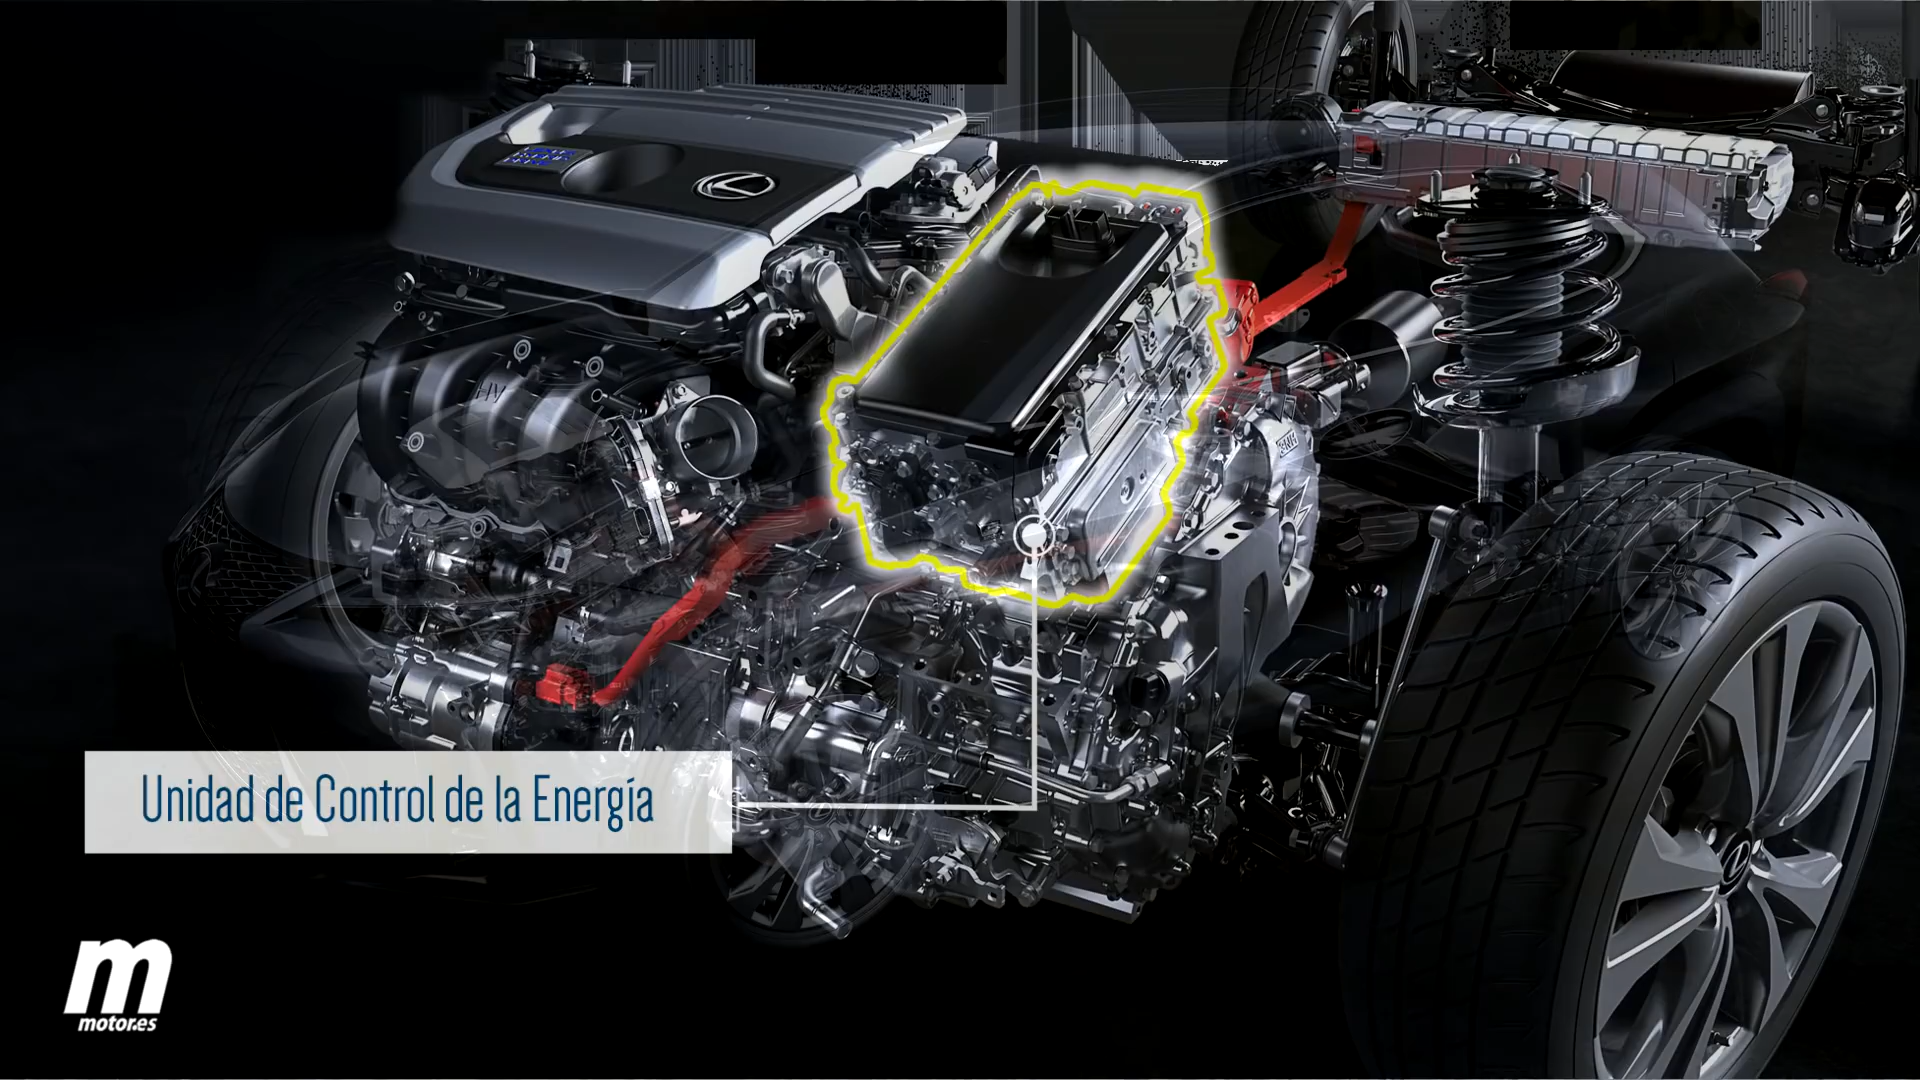 Unidad de Control de la Energía
m
motor.es